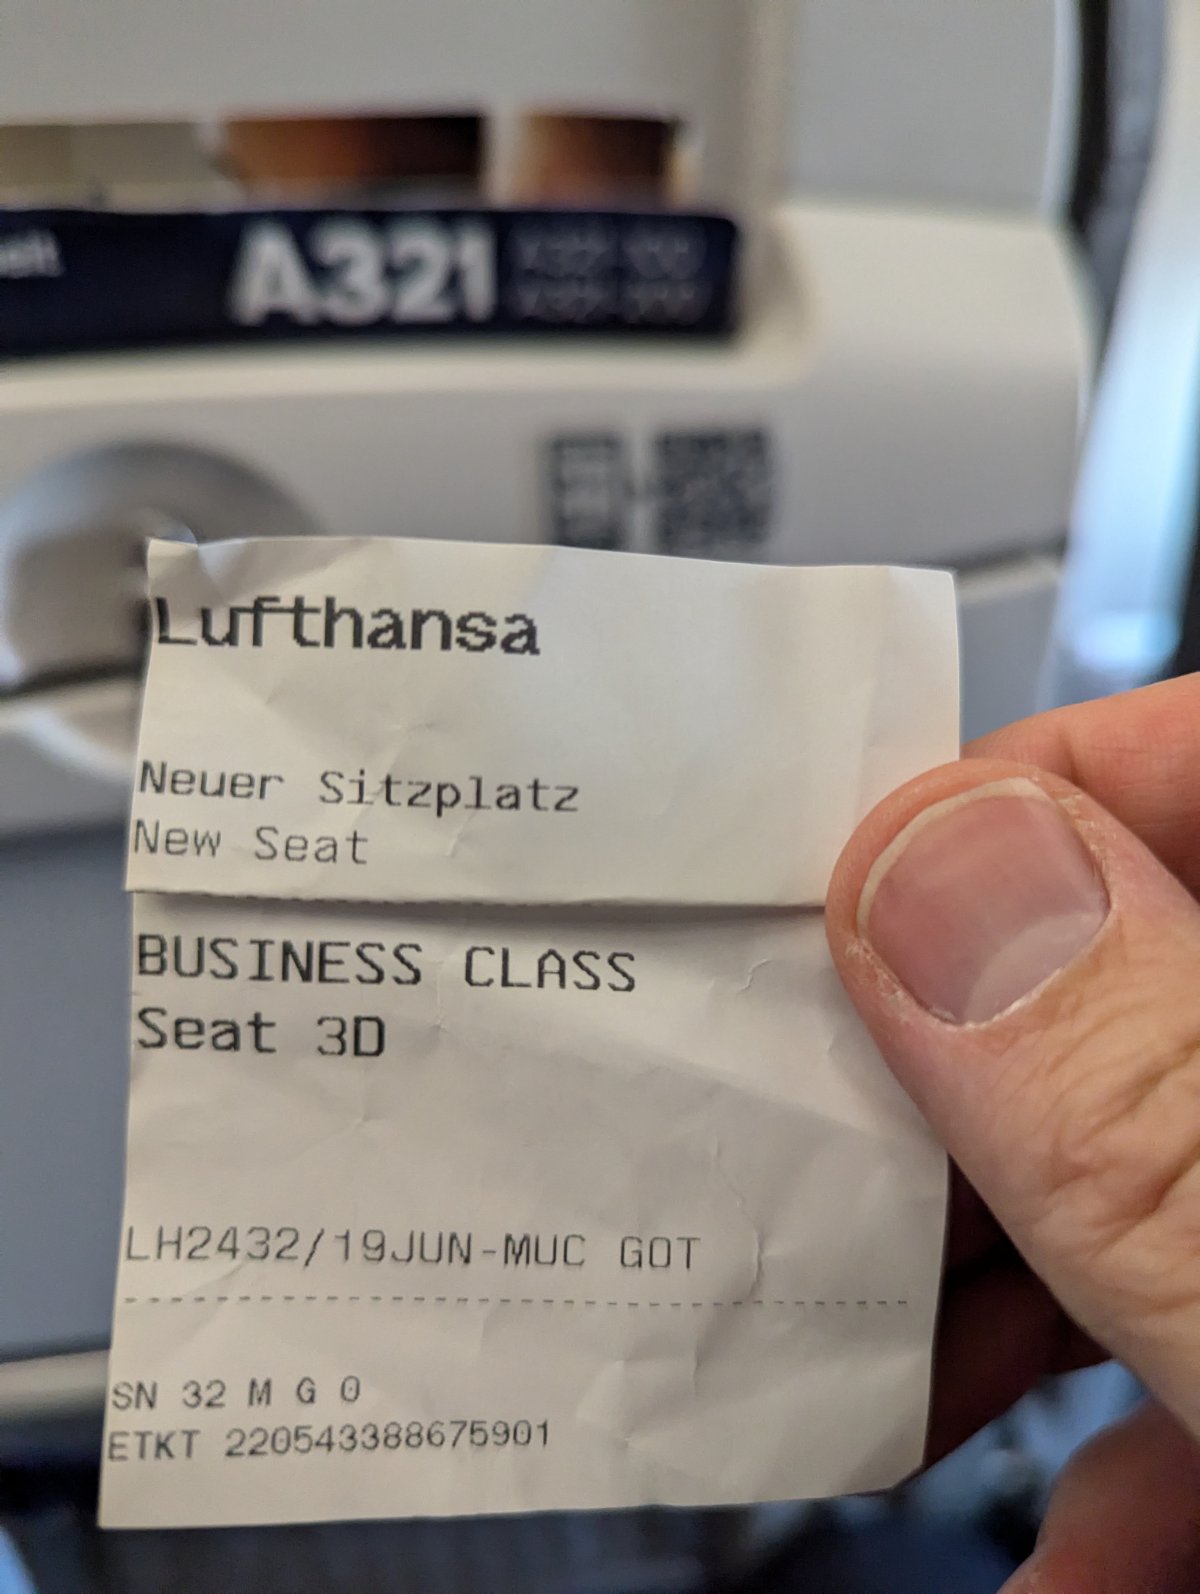 A321
Lufthansa
Neuer Sitzplatz
New Seat
BUSINESS CLASS
Seat 3D
LH2432/19JUN-MUC GOT
SN 32 M G 0
ETKT 220543388675901